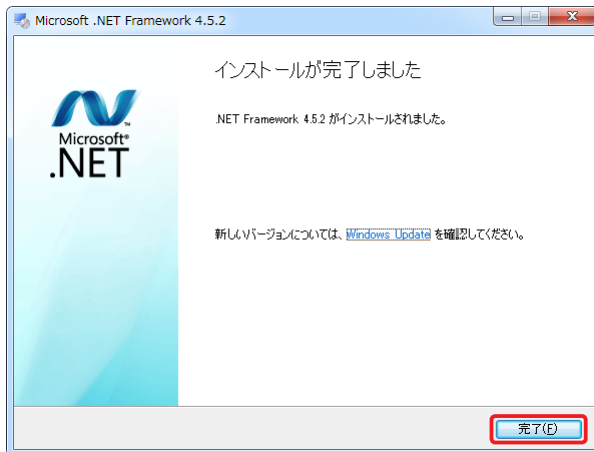 Microsoft .NET Framework 4.5.2
インストールが完了しました
.NET Framework 4.5.2 がインストールされました。
Microsoft®
.NET™
新しいバージョンについては、Windows Update を確認してください。
完了(F)